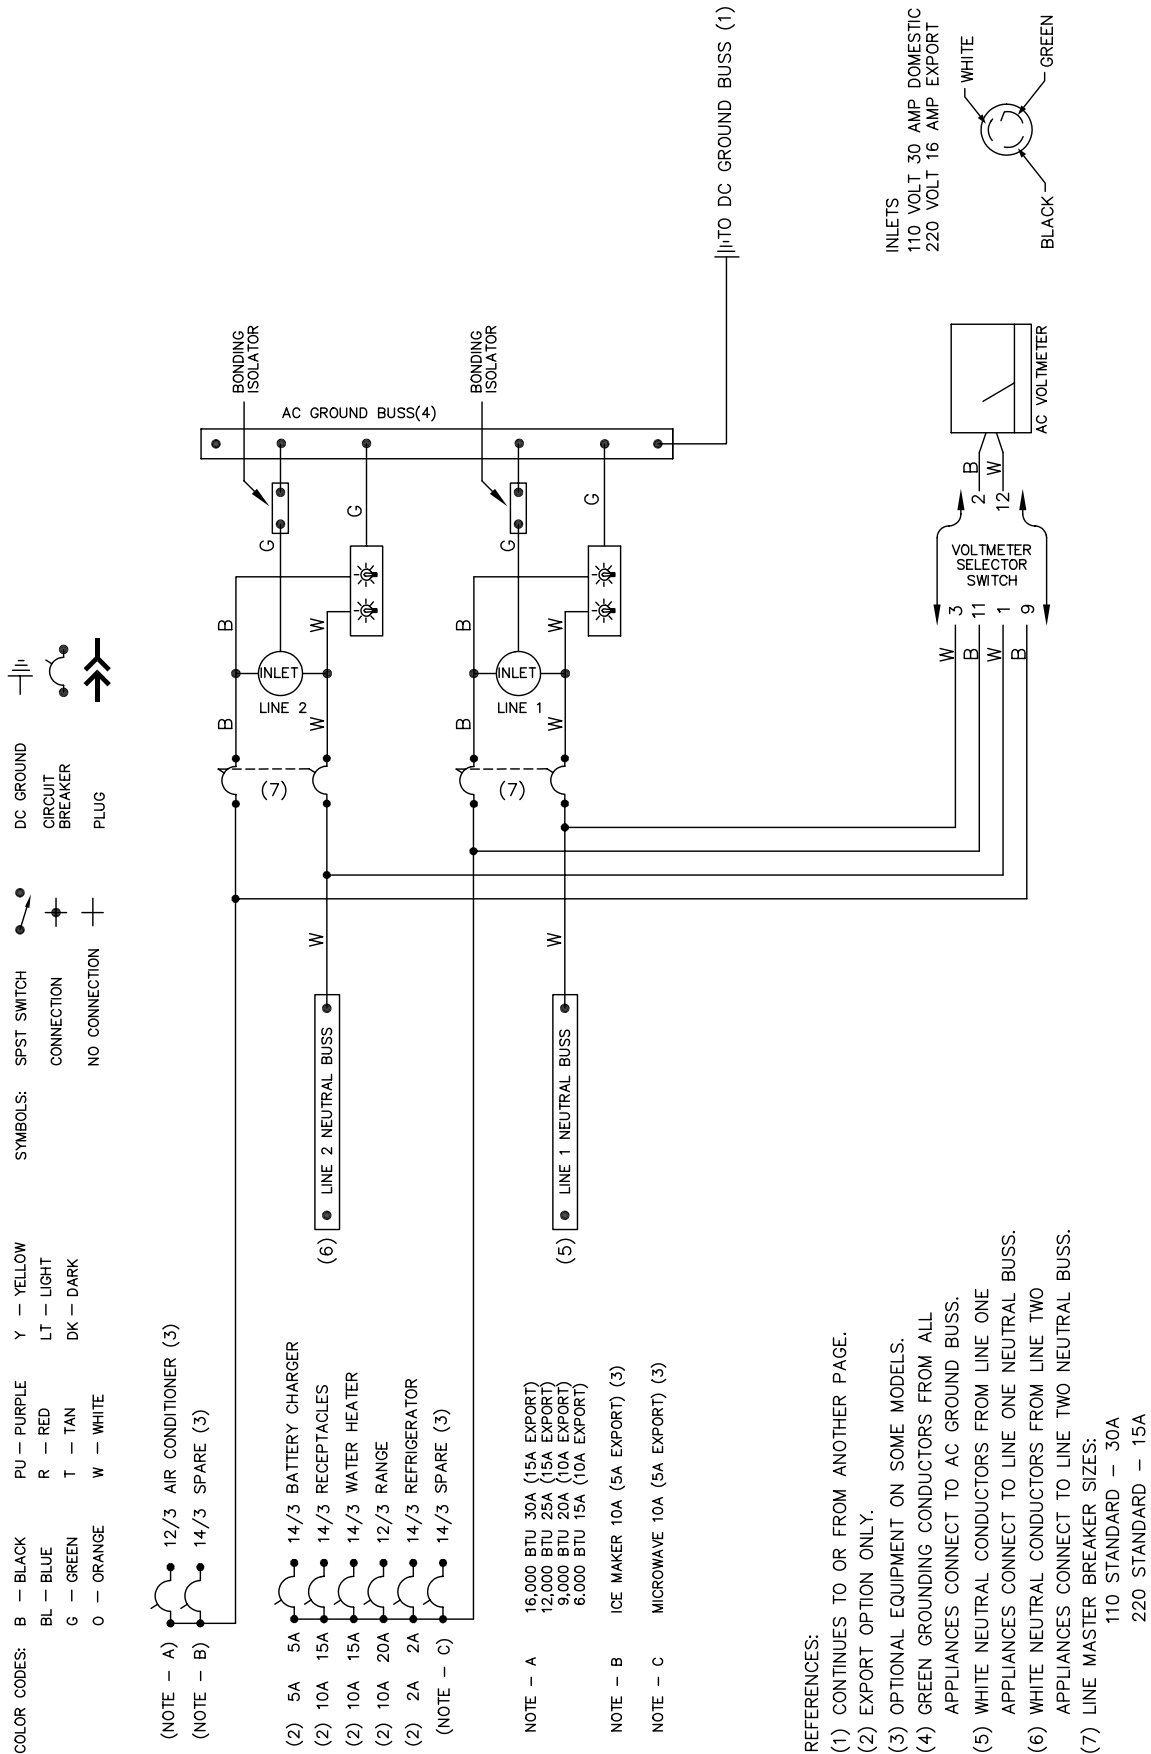 COLOR CODES:
B – BLACK
PU – PURPLE
Y – YELLOW
BL – BLUE
R – RED
LT – LIGHT
G – GREEN
T – TAN
DK – DARK
O – ORANGE
W – WHITE
SYMBOLS:
SPST SWITCH
CONNECTION
NO CONNECTION
DC GROUND
CIRCUIT
BREAKER
PLUG
(NOTE – A)
12/3 AIR CONDITIONER (3)
(NOTE – B)
14/3 SPARE (3)
(2) 5A 5A
14/3 BATTERY CHARGER
(2) 10A 15A
14/3 RECEPTACLES
(2) 10A 15A
14/3 WATER HEATER
(2) 10A 20A
12/3 RANGE
(2) 2A 2A
14/3 REFRIGERATOR
(NOTE – C)
14/3 SPARE (3)
NOTE – A
16,000 BTU 30A (15A EXPORT)
12,000 BTU 25A (15A EXPORT)
9,000 BTU 20A (10A EXPORT)
6.000 BTU 15A (10A EXPORT)
NOTE – B
ICE MAKER 10A (5A EXPORT) (3)
NOTE – C
MICROWAVE 10A (5A EXPORT) (3)
(6)
LINE 2 NEUTRAL BUSS
W
(5)
LINE 1 NEUTRAL BUSS
W
(7)
B
W
INLET
LINE 2
B
W
G
G
BONDING
ISOLATOR
AC GROUND BUSS(4)
(7)
B
W
INLET
LINE 1
B
W
G
G
BONDING
ISOLATOR
TO DC GROUND BUSS (1)
W
B
W
B
3
11
1
9
VOLTMETER
SELECTOR
SWITCH
2
12
B
W
AC VOLTMETER
INLETS
110 VOLT 30 AMP DOMESTIC
220 VOLT 16 AMP EXPORT
WHITE
BLACK
GREEN
REFERENCES:
(1) CONTINUES TO OR FROM ANOTHER PAGE.
(2) EXPORT OPTION ONLY.
(3) OPTIONAL EQUIPMENT ON SOME MODELS.
(4) GREEN GROUNDING CONDUCTORS FROM ALL
APPLIANCES CONNECT TO AC GROUND BUSS.
(5) WHITE NEUTRAL CONDUCTORS FROM LINE ONE
APPLIANCES CONNECT TO LINE ONE NEUTRAL BUSS.
(6) WHITE NEUTRAL CONDUCTORS FROM LINE TWO
APPLIANCES CONNECT TO LINE TWO NEUTRAL BUSS.
(7) LINE MASTER BREAKER SIZES:
110 STANDARD – 30A
220 STANDARD – 15A